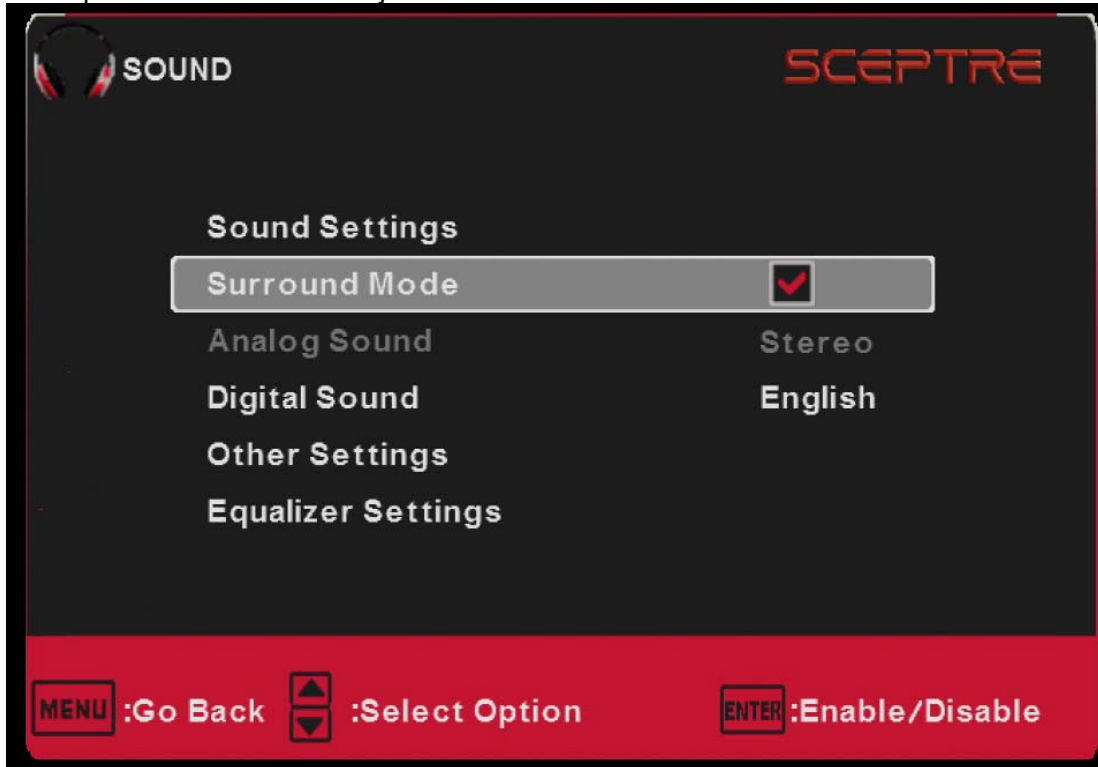 SOUND SCEPTRE
Sound Settings
Surround Mode
Analog Sound Stereo
Digital Sound English
Other Settings
Equalizer Settings
MENU :Go Back :Select Option ENTER :Enable/Disable